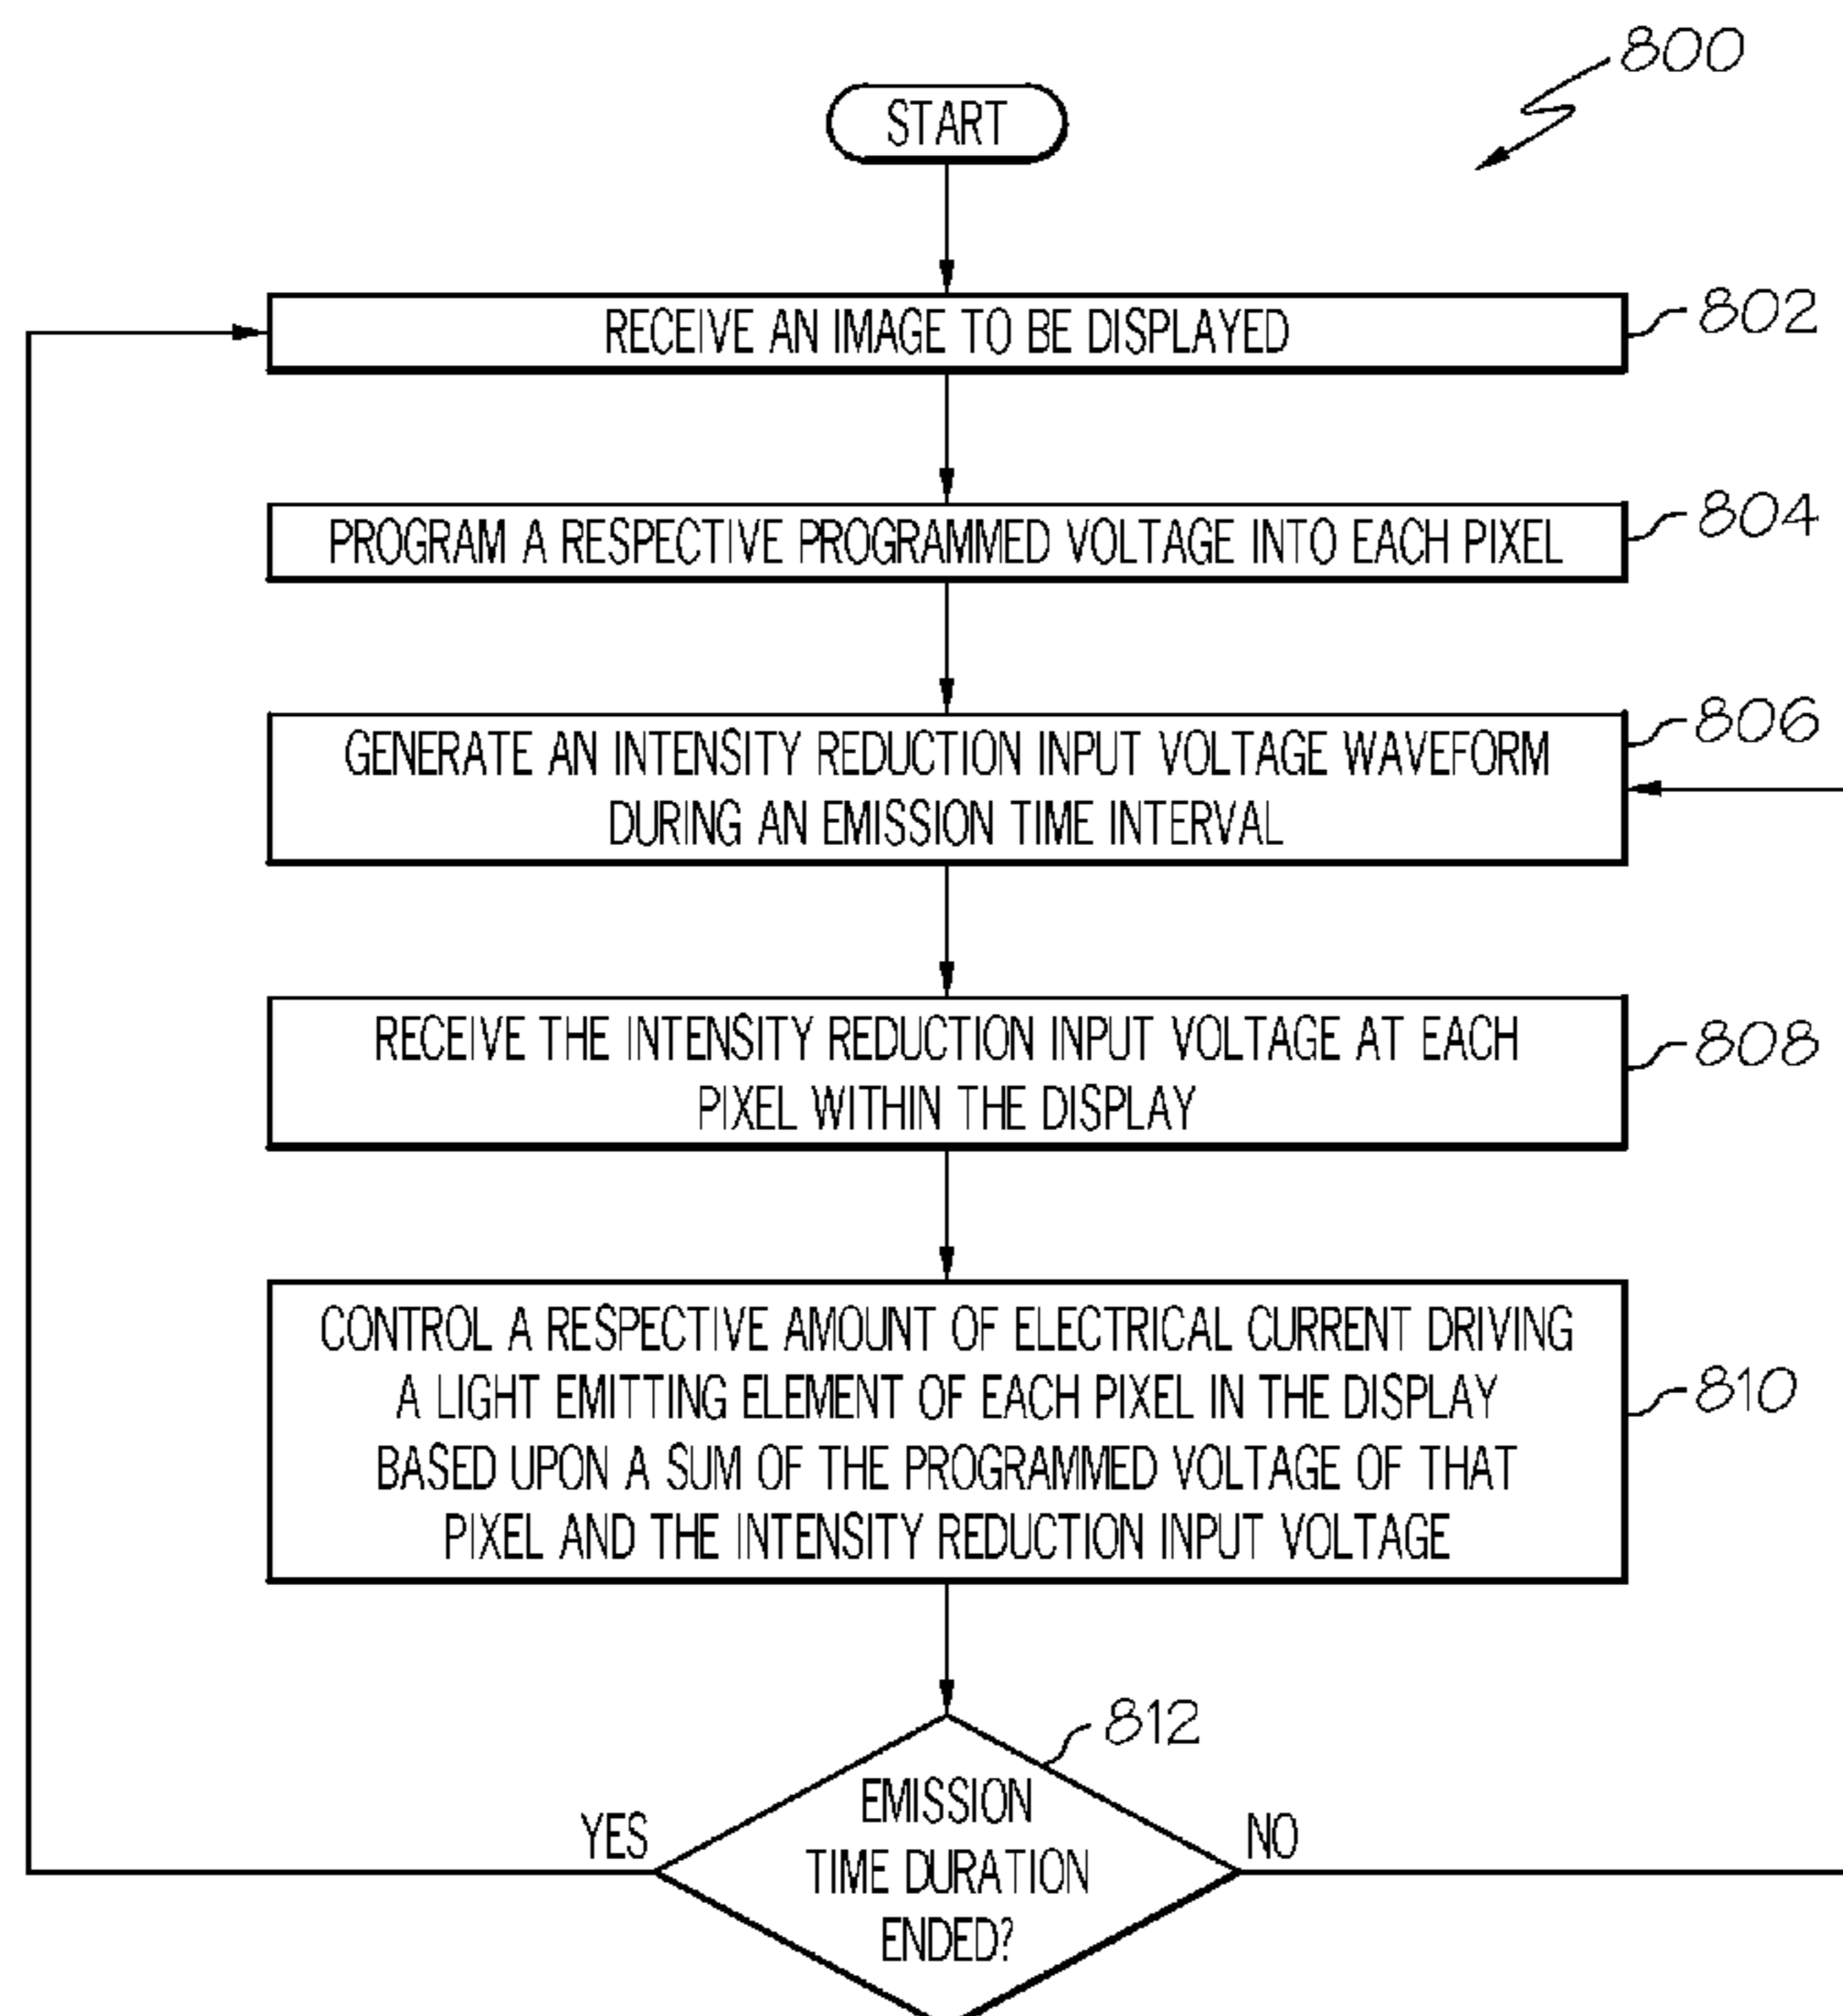 800
START
RECEIVE AN IMAGE TO BE DISPLAYED
802
PROGRAM A RESPECTIVE PROGRAMMED VOLTAGE INTO EACH PIXEL
804
GENERATE AN INTENSITY REDUCTION INPUT VOLTAGE WAVEFORM
DURING AN EMISSION TIME INTERVAL
806
RECEIVE THE INTENSITY REDUCTION INPUT VOLTAGE AT EACH
PIXEL WITHIN THE DISPLAY
808
CONTROL A RESPECTIVE AMOUNT OF ELECTRICAL CURRENT DRIVING
A LIGHT EMITTING ELEMENT OF EACH PIXEL IN THE DISPLAY
BASED UPON A SUM OF THE PROGRAMMED VOLTAGE OF THAT
PIXEL AND THE INTENSITY REDUCTION INPUT VOLTAGE
810
812
EMISSION
TIME DURATION
ENDED?
YES
NO